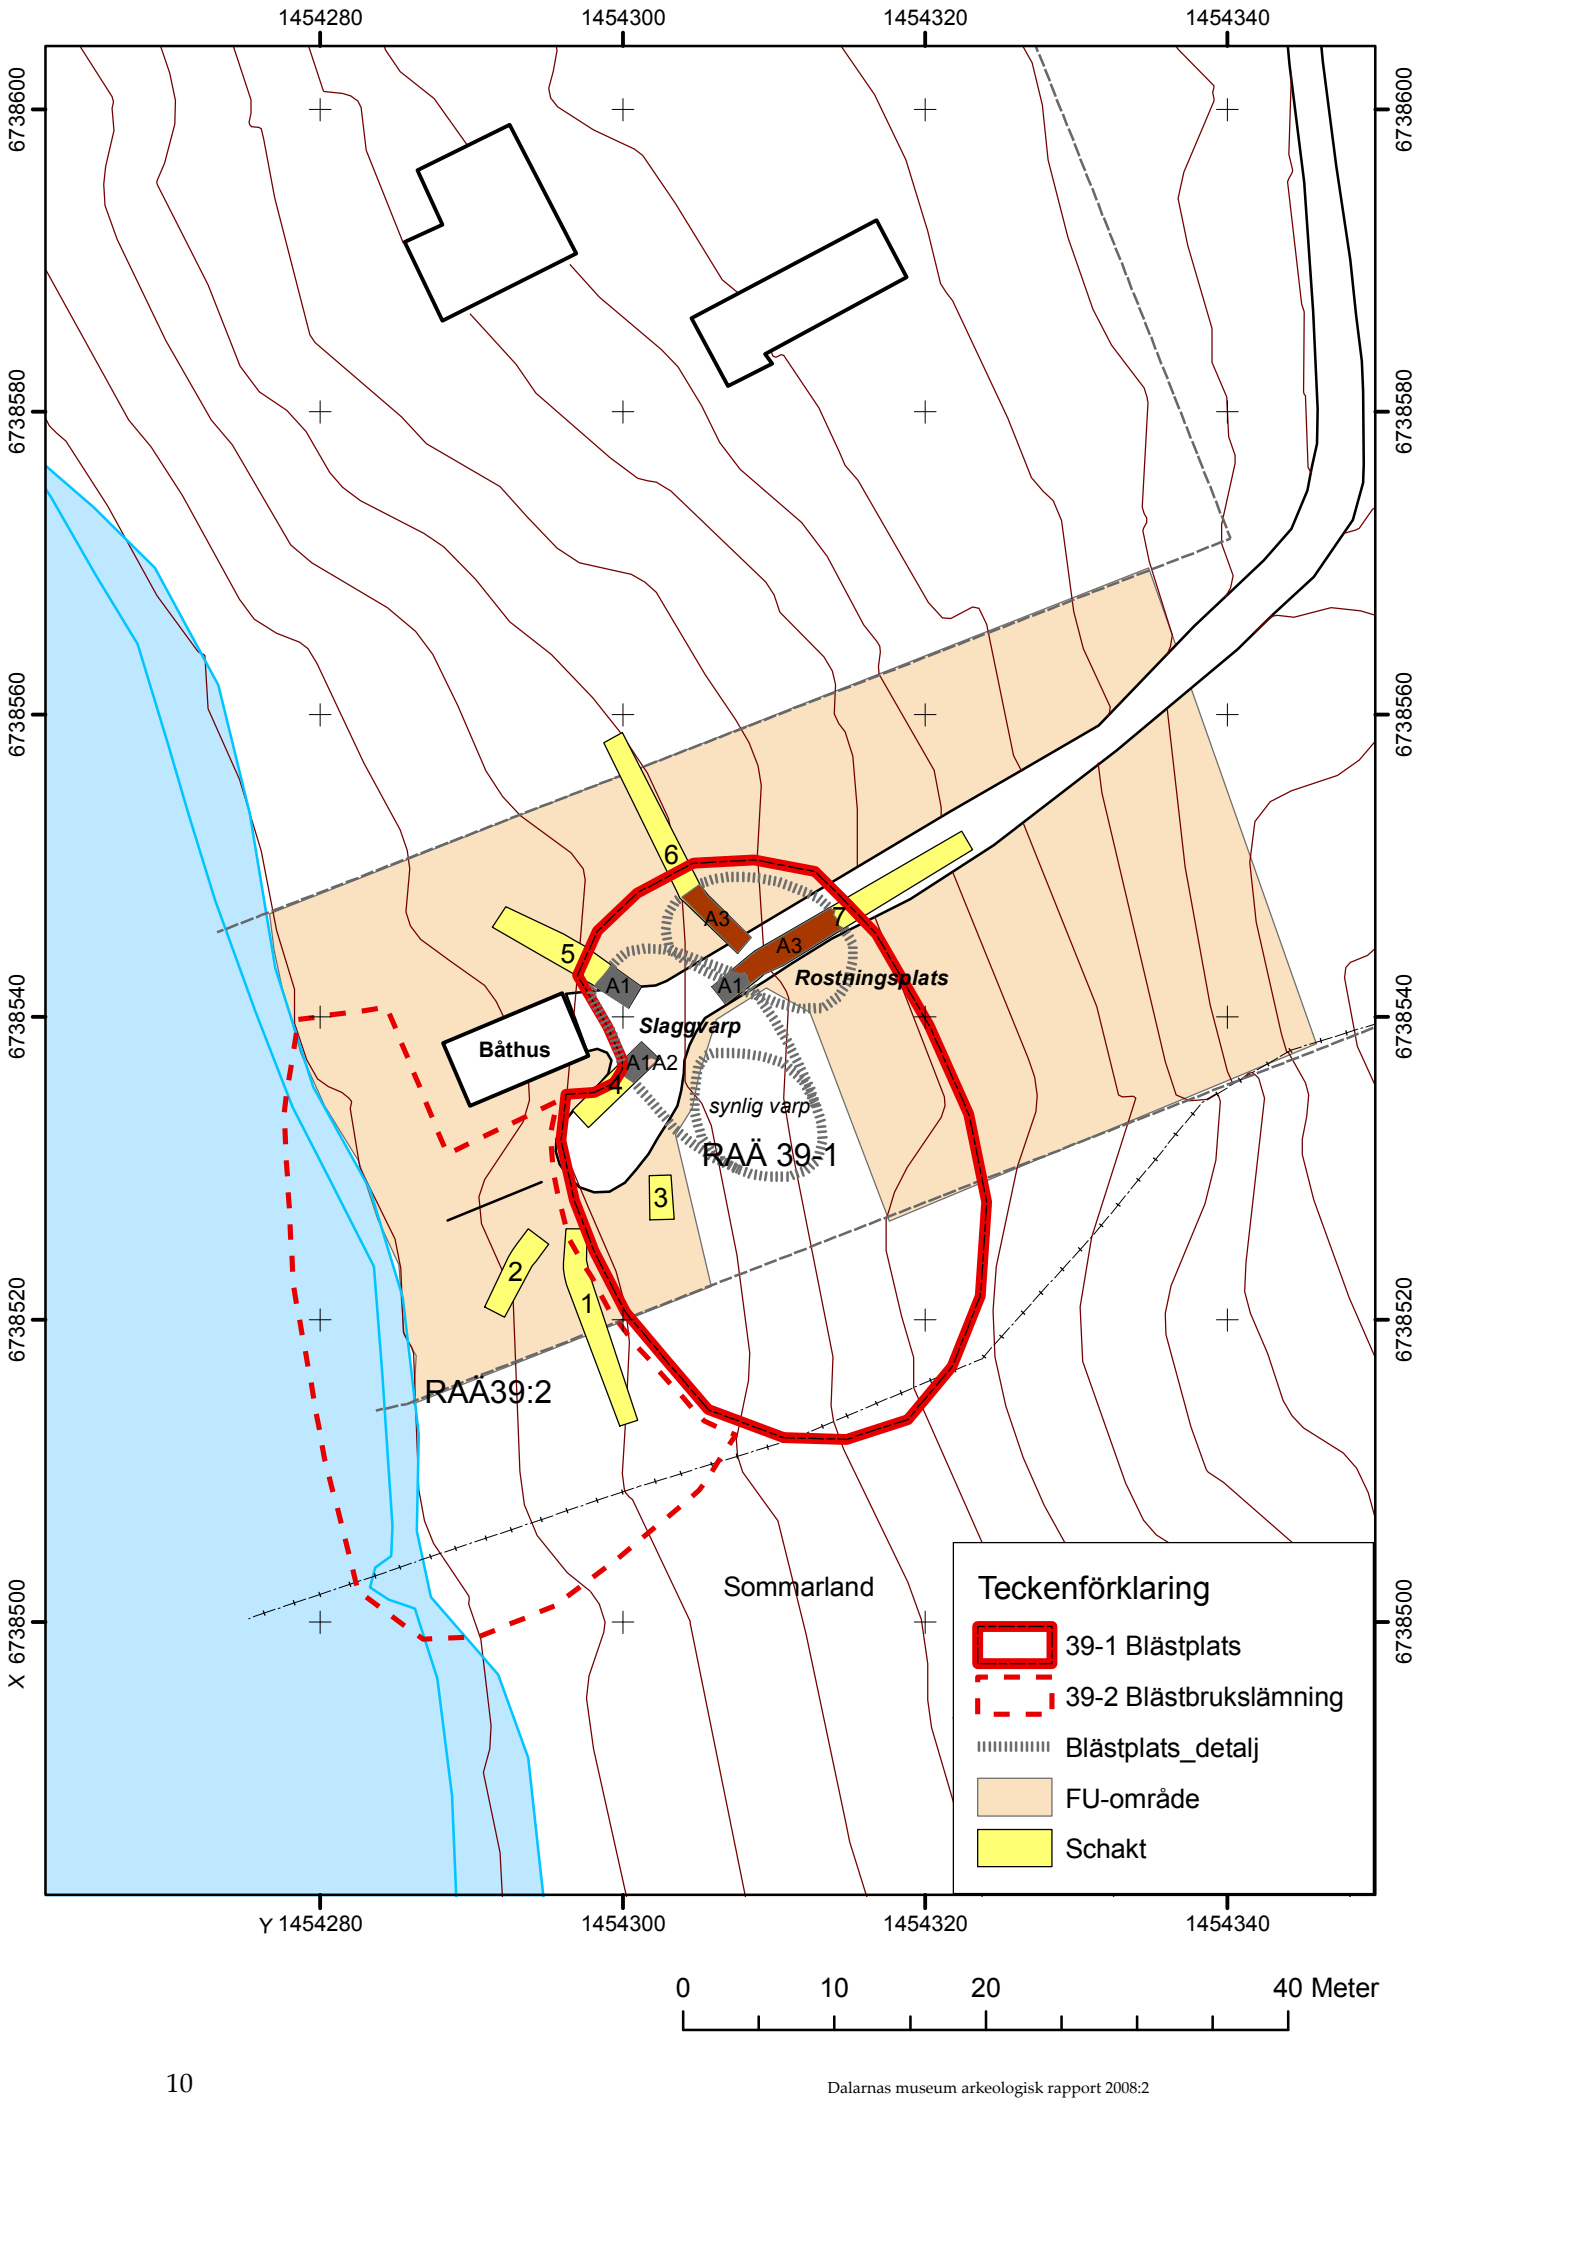 1454280 1454300 1454320 1454340
6738600 6738600
6738580 6738580
6738560 6738560
6738540 6738540
6738520 6738520
X 6738500 6738500
6
7
A3
A3
5
A1
A1
Rostningsplats
Slaggvarp
Båthus
A1A2
4
synlig varp
RAÄ 39-1
3
2
1
RAÄ39:2
Sommarland
Teckenförklaring
39-1 Blästplats
39-2 Blästbrukslämning
Blästplats_detalj
FU-område
Schakt
Y 1454280 1454300 1454320 1454340
0 10 20 40 Meter
10 Dalarnas museum arkeologisk rapport 2008:2